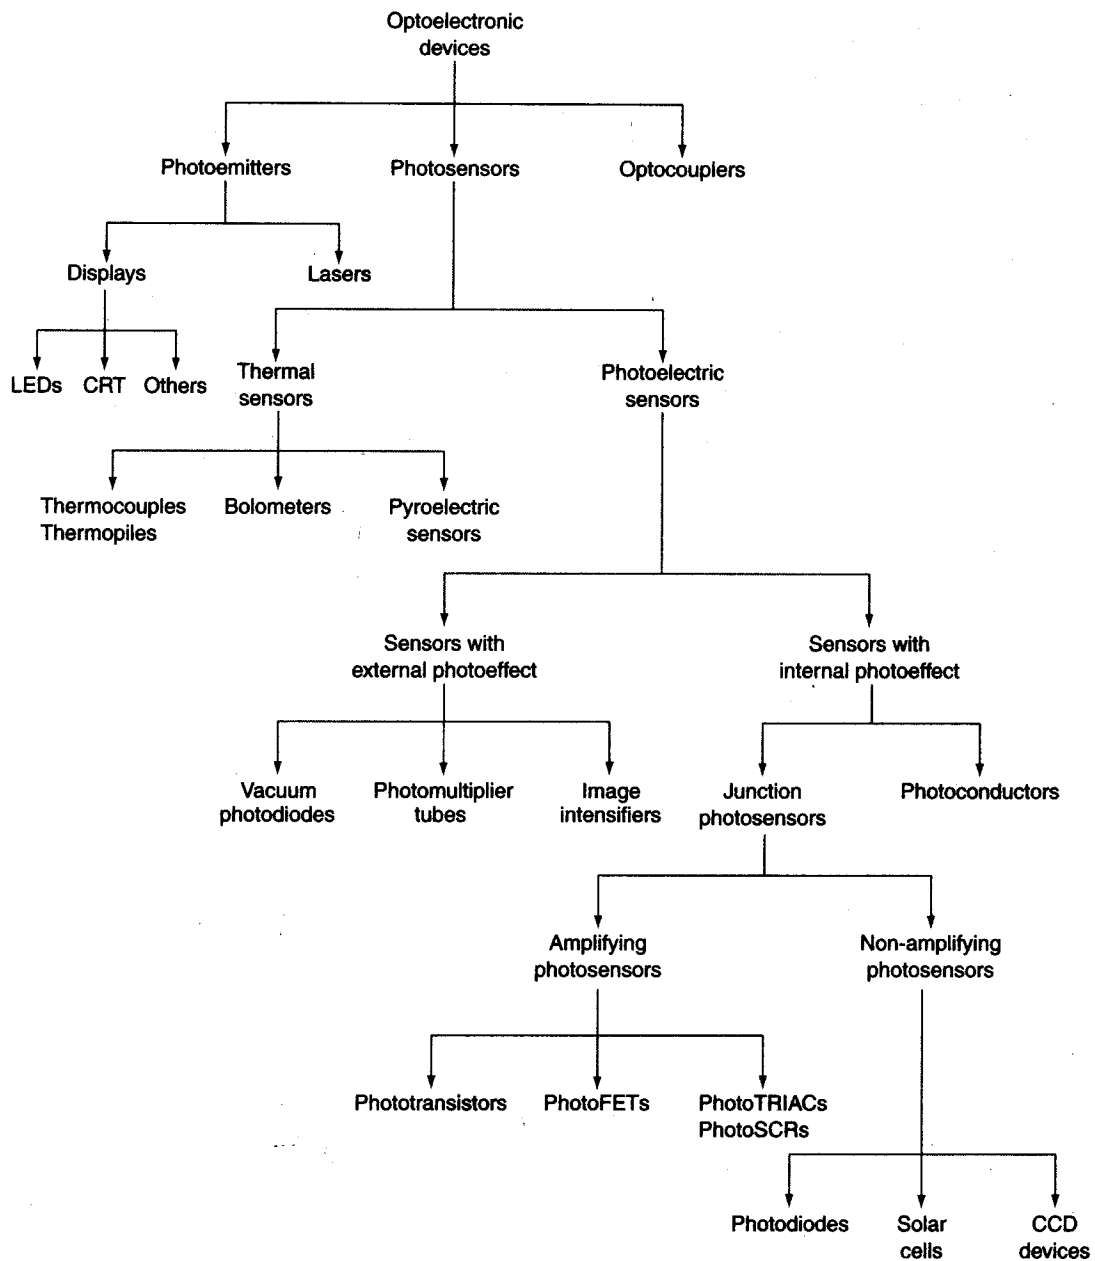 Optoelectronic
devices
Photoemitters
Photosensors
Optocouplers
Displays
Lasers
LEDs
CRT
Others
Thermal
sensors
Photoelectric
sensors
Thermocouples
Thermopiles
Bolometers
Pyroelectric
sensors
Sensors with
external photoeffect
Sensors with
internal photoeffect
Vacuum
photodiodes
Photomultiplier
tubes
Image
intensifiers
Junction
photosensors
Photoconductors
Amplifying
photosensors
Non-amplifying
photosensors
Phototransistors
PhotoFETs
PhotoTRIACs
PhotoSCRs
Photodiodes
Solar
cells
CCD
devices